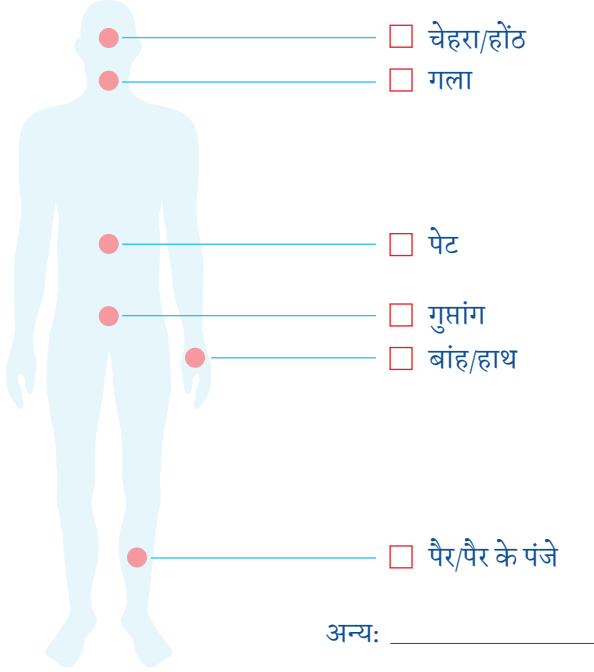 चेहरा/होंठ
गला
पेट
गुप्तांग
बांह/हाथ
पैर/पैर के पंजे
अन्य: